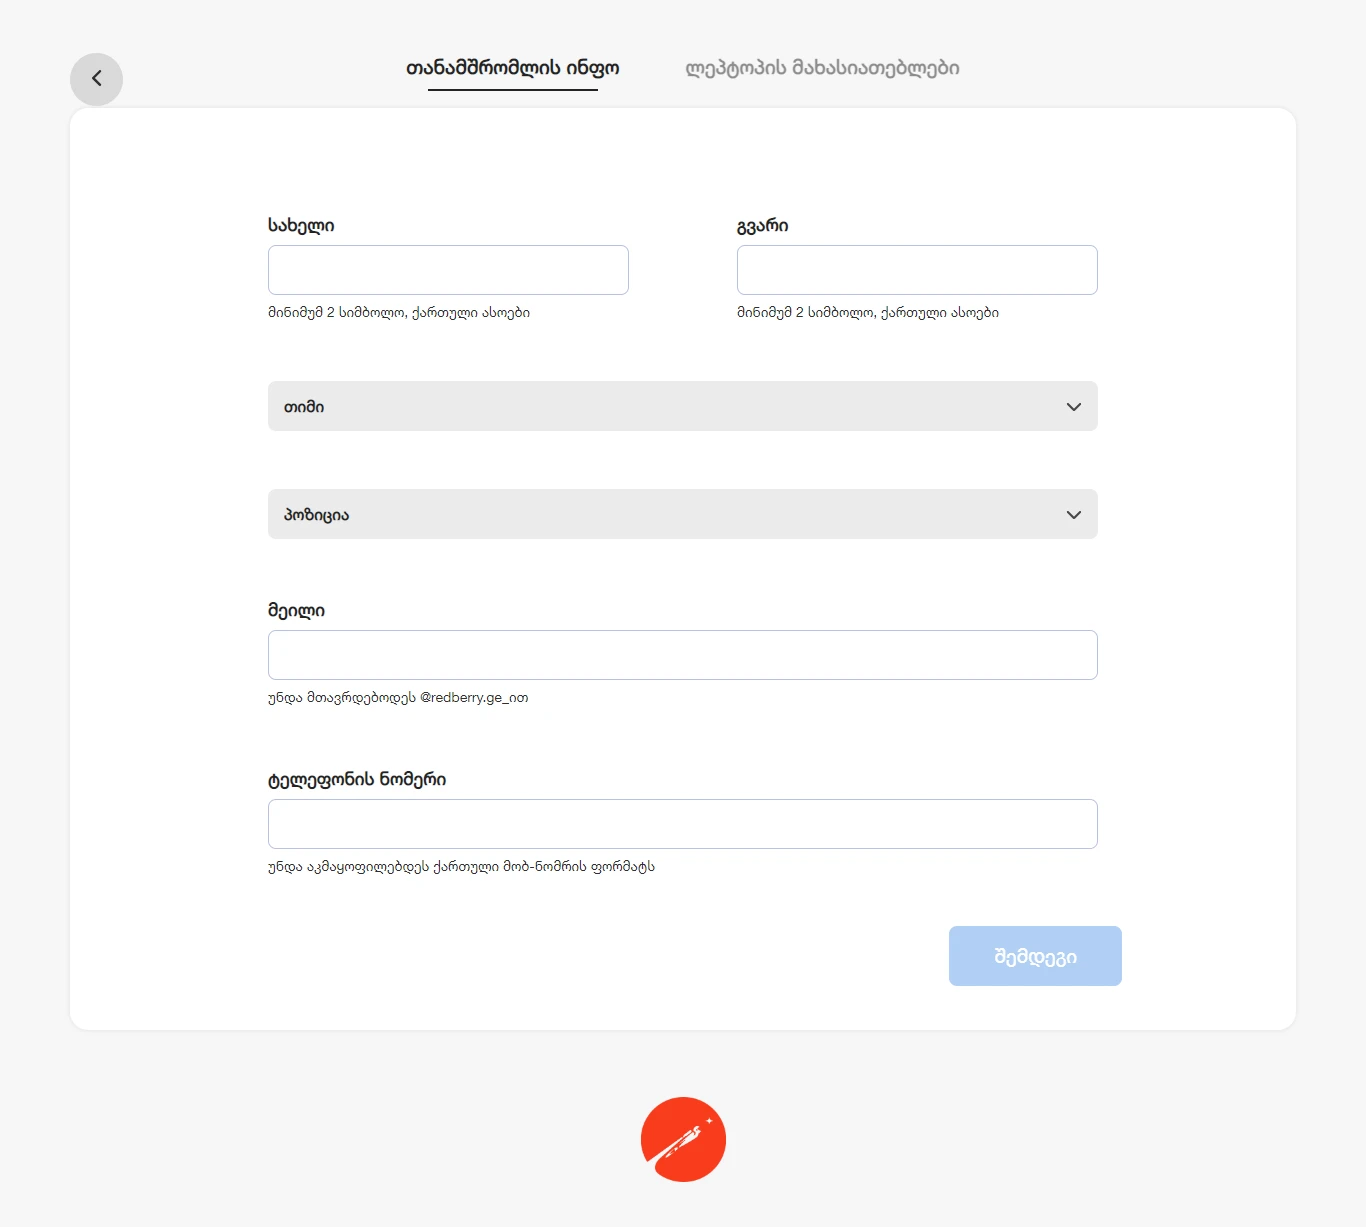 თანამშრომლის ინფო
ლეპტოპის მახასიათებლები
სახელი
გვარი
მინიმუმ 2 სიმბოლო, ქართული ასოები
მინიმუმ 2 სიმბოლო, ქართული ასოები
თიმი
პოზიცია
მეილი
უნდა მთავრდებოდეს @redberry.ge_ით
ტელეფონის ნომერი
უნდა აკმაყოფილებდეს ქართული მობ-ნომრის ფორმატს
შემდეგი